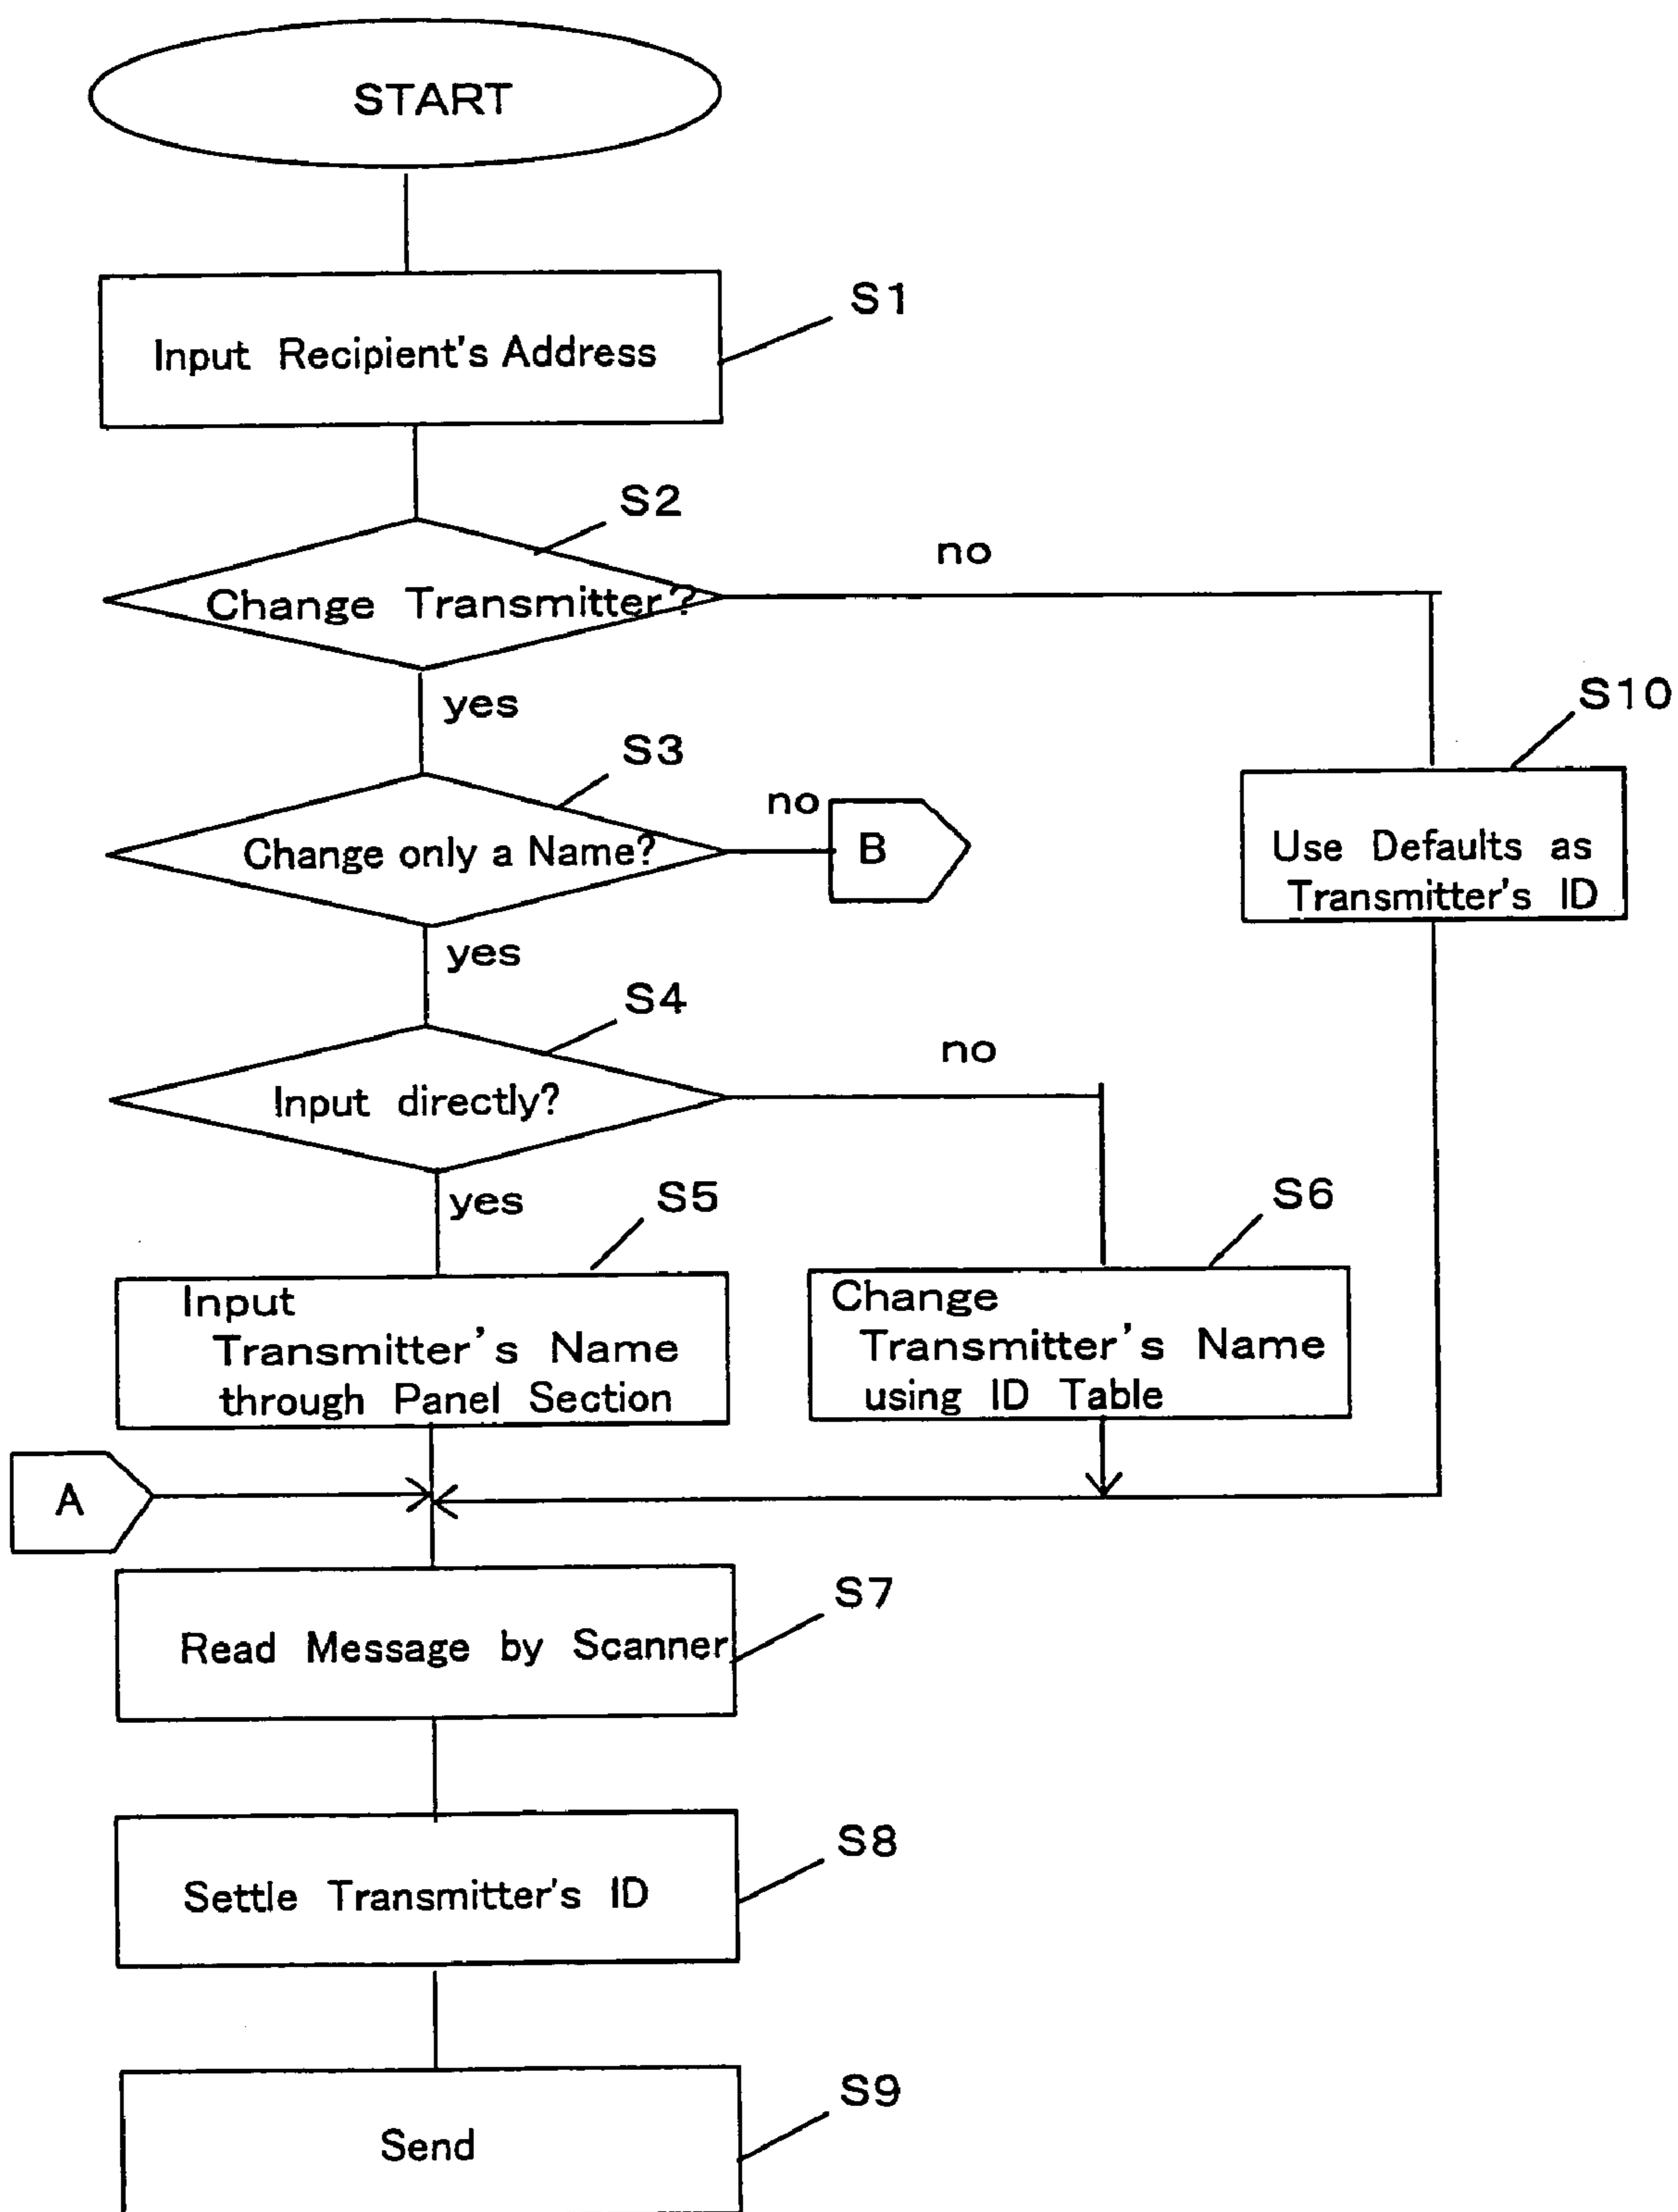 START
S1
Input Recipient's Address
S2
no
Change Transmitter?
S10
yes
S3
no
Change only a Name?
B
Use Defaults as
Transmitter's ID
yes
S4
no
Input directly?
yes
S5
S6
Input
Transmitter's Name
through Panel Section
Change
Transmitter's Name
using ID Table
A
S7
Read Message by Scanner
S8
Settle Transmitter's ID
S9
Send